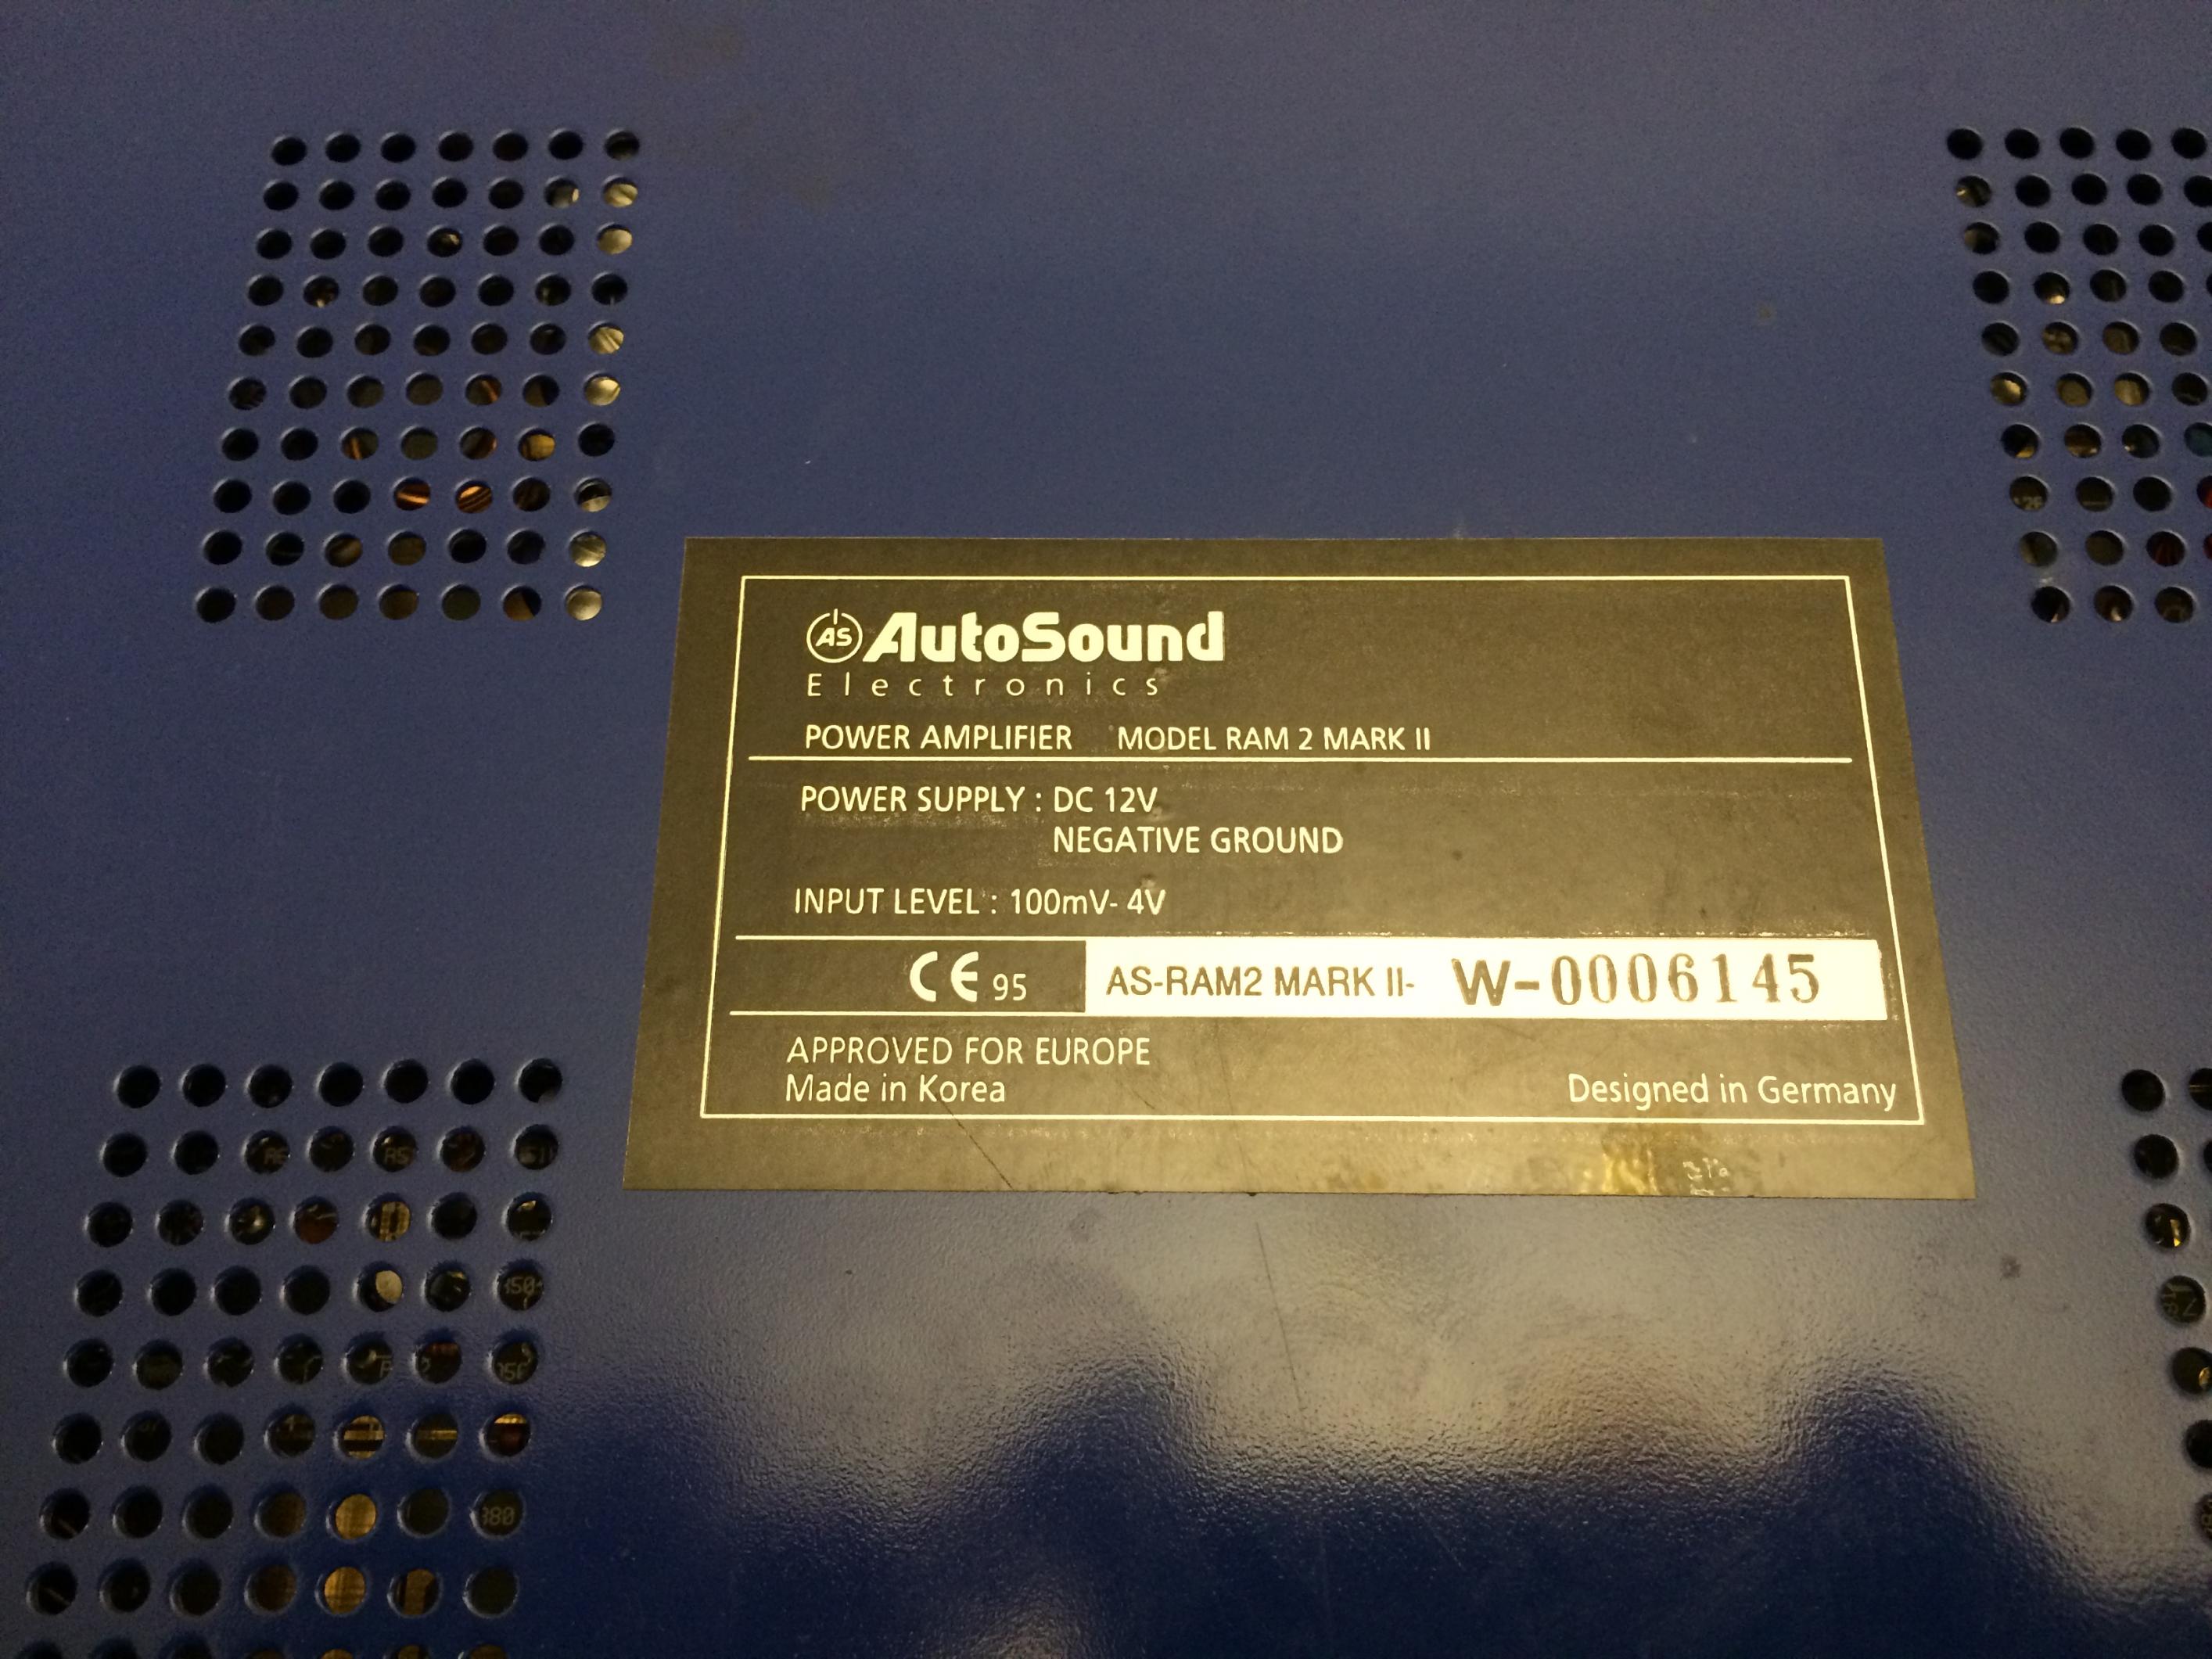 AS AutoSound
Electronics
POWER AMPLIFIER MODEL RAM 2 MARK II
POWER SUPPLY : DC 12V
NEGATIVE GROUND
INPUT LEVEL : 100mV- 4V
CE 95 AS-RAM2 MARK II- W-0006145
APPROVED FOR EUROPE
Made in Korea Designed in Germany